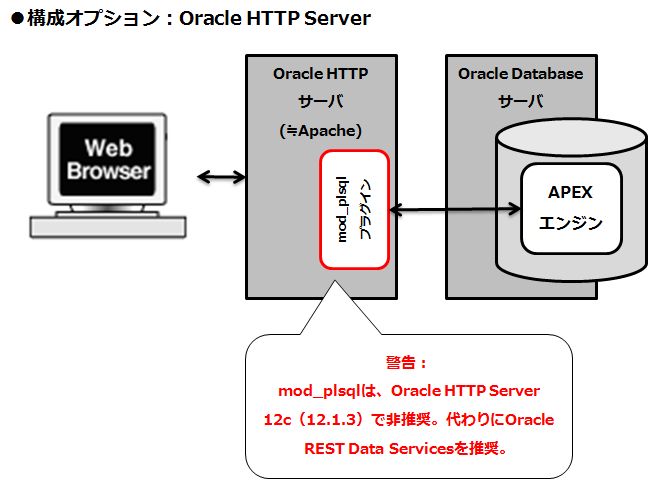 ●構成オプション：Oracle HTTP Server
Oracle HTTP
サーバ
(≒Apache)
Oracle Database
サーバ
Web
Browser
mod_plsql
プラグイン
APEX
エンジン
警告：
mod_plsqlは、Oracle HTTP Server
12c（12.1.3）で非推奨。代わりにOracle
REST Data Servicesを推奨。